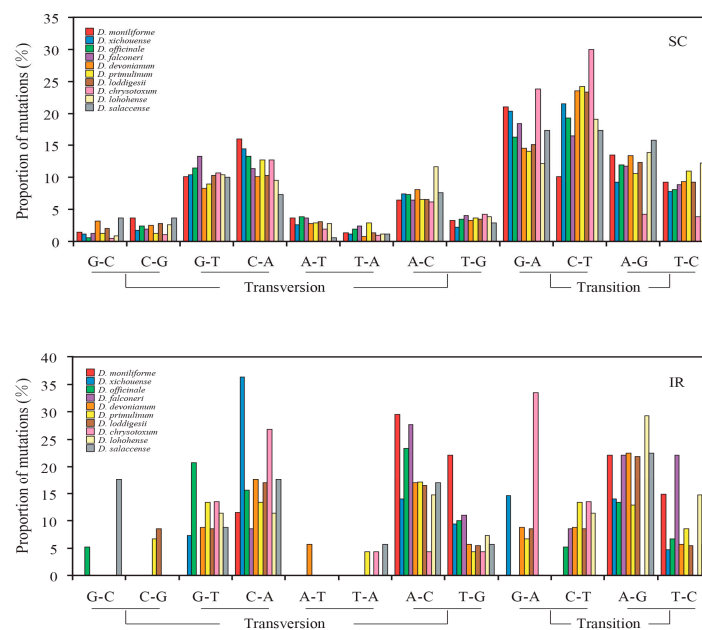 35
30
25
20
15
10
5
0
Proportion of mutations (%)
D. moniliforme
D. xichouense
D. officinale
D. falconeri
D. devonianum
D. primulinum
D. loddigesii
D. chrysotoxum
D. lohohense
D. salaccense
SC
G-C C-G G-T C-A A-T T-A A-C T-G G-A C-T A-G T-C
Transversion Transition
40
35
30
25
20
15
10
5
0
Proportion of mutations (%)
D. moniliforme
D. xichouense
D. officinale
D. falconeri
D. devonianum
D. primulinum
D. loddigesii
D. chrysotoxum
D. lohohense
D. salaccense
IR
G-C C-G G-T C-A A-T T-A A-C T-G G-A C-T A-G T-C
Transversion Transition